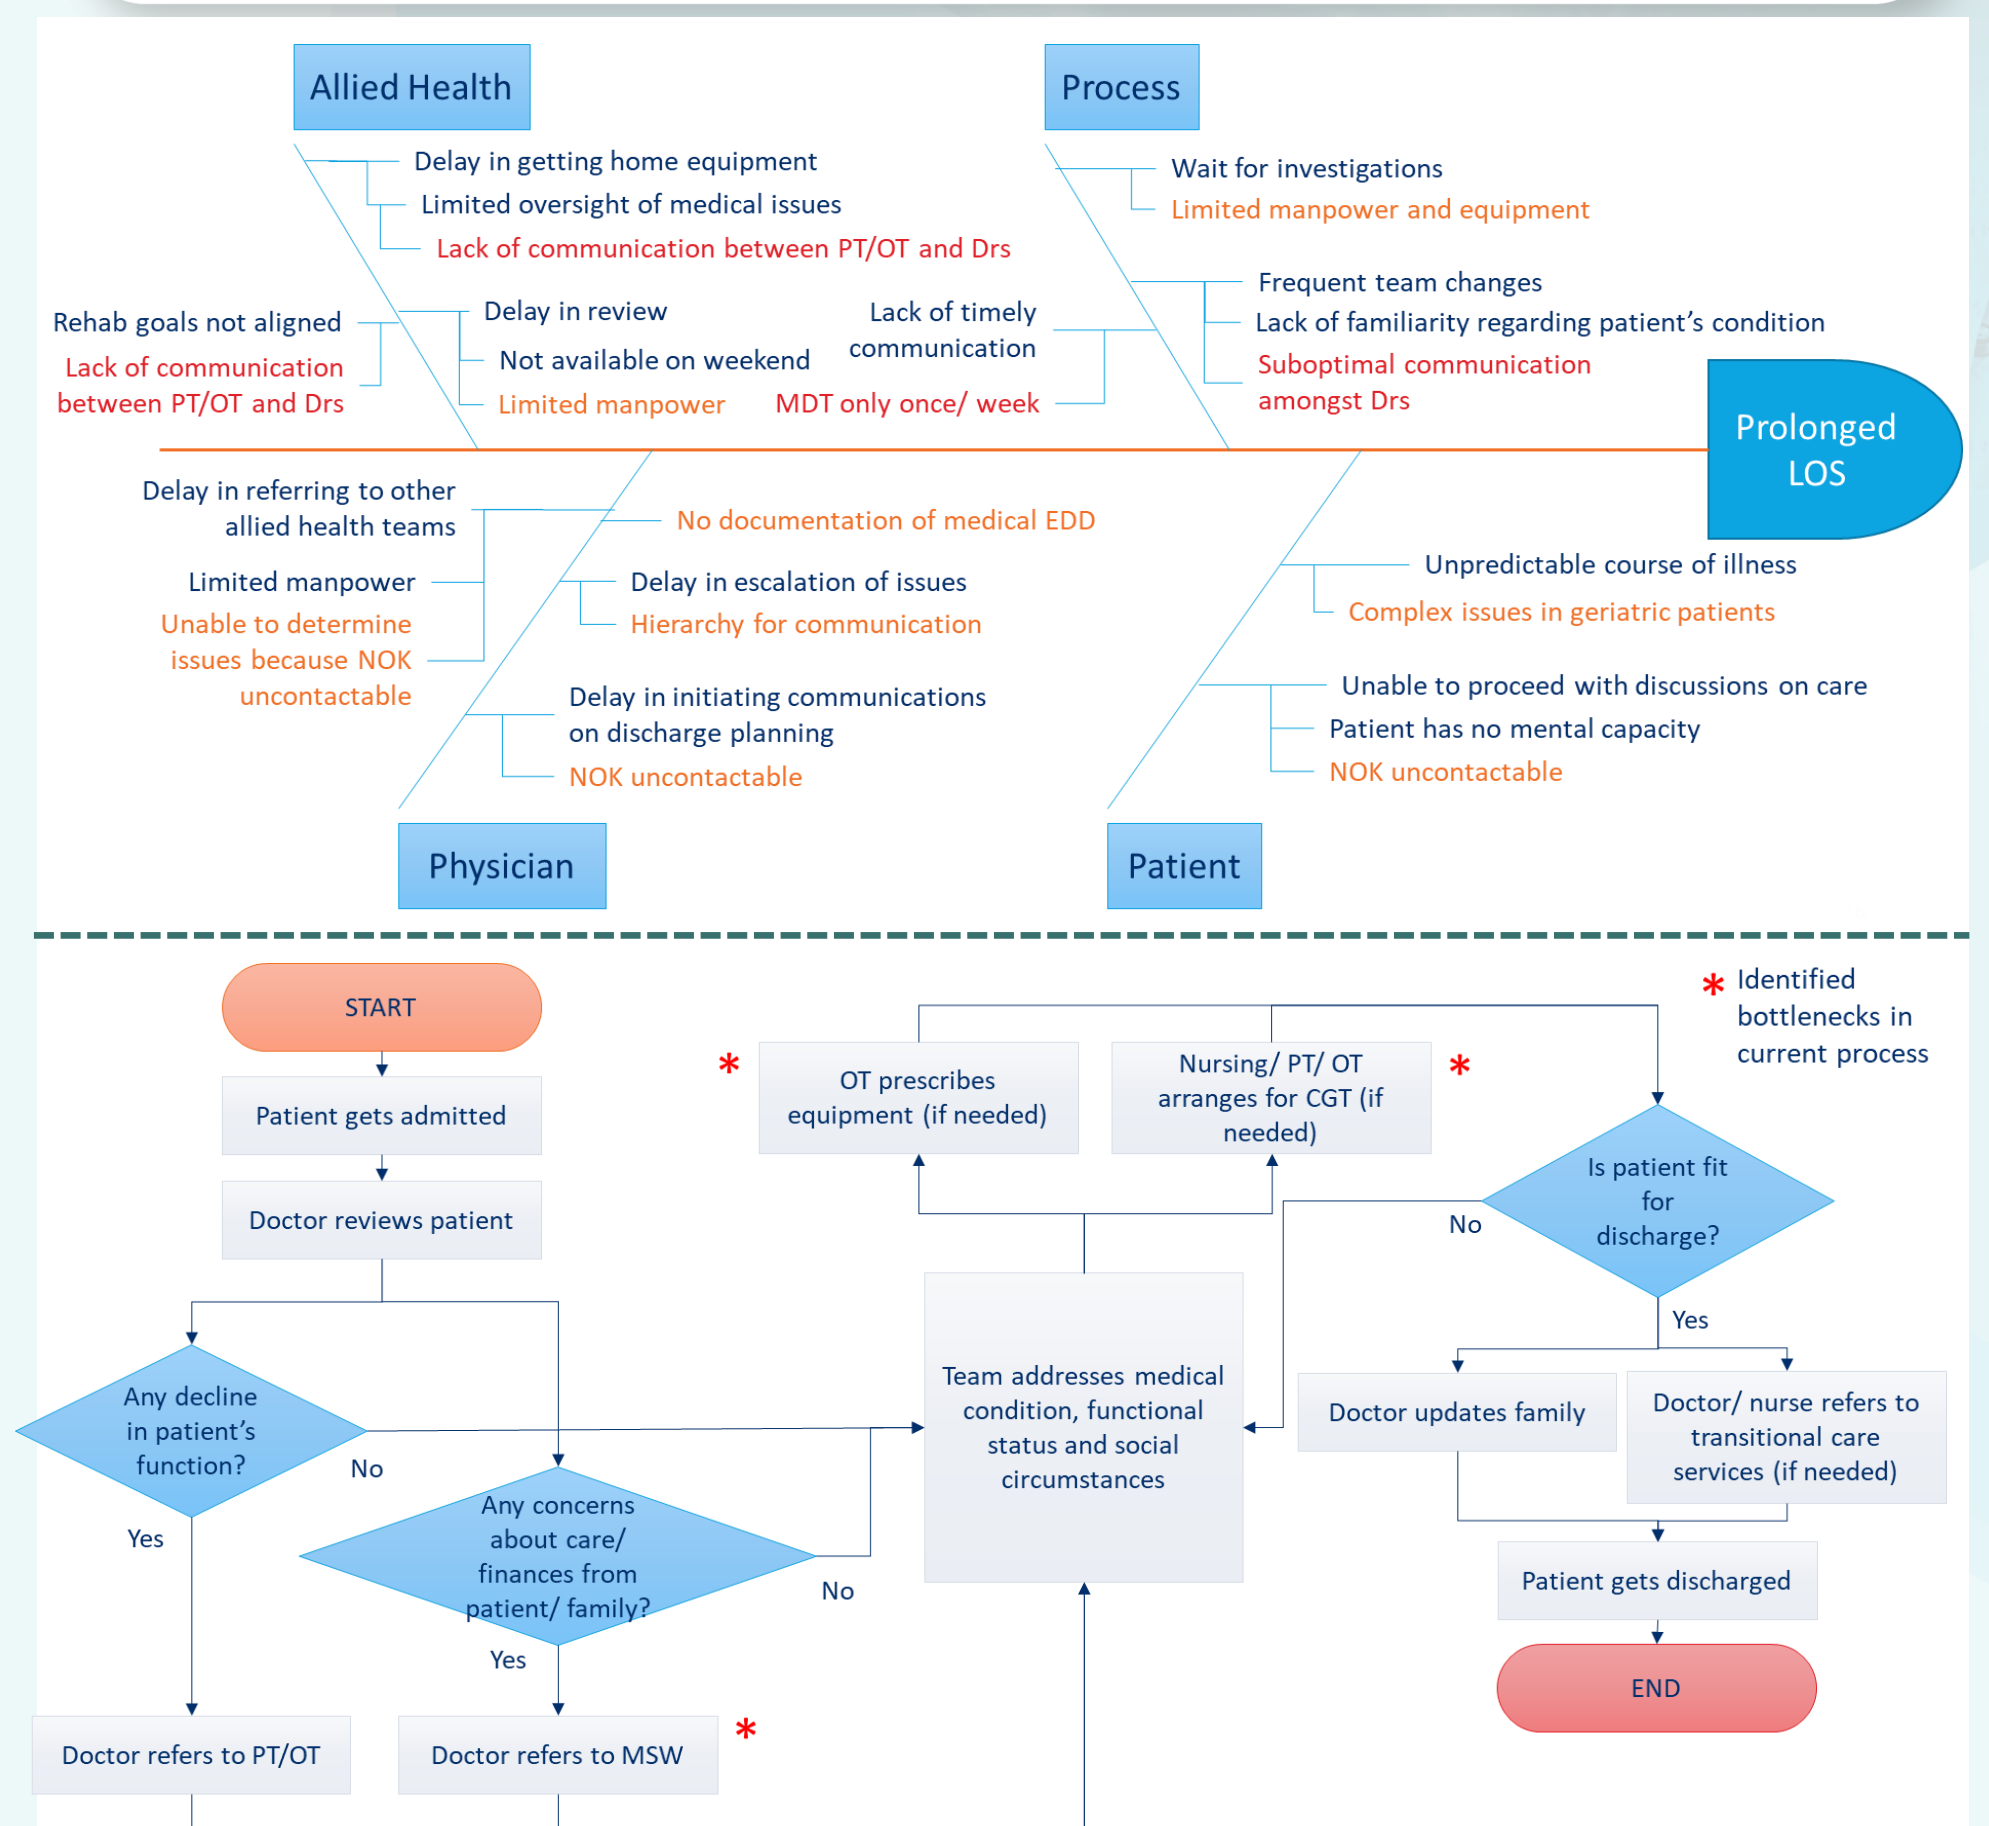 Allied Health
Process
Delay in getting home equipment
Limited oversight of medical issues
Lack of communication between PT/OT and Drs
Rehab goals not aligned
Lack of communication
between PT/OT and Drs
Delay in review
Not available on weekend
Limited manpower
Wait for investigations
Limited manpower and equipment
Lack of timely
communication
MDT only once/ week
Frequent team changes
Lack of familiarity regarding patient’s condition
Suboptimal communication
amongst Drs
Prolonged
LOS
Delay in referring to other
allied health teams
Limited manpower
Unable to determine
issues because NOK
uncontactable
No documentation of medical EDD
Delay in escalation of issues
Hierarchy for communication
Delay in initiating communications
on discharge planning
NOK uncontactable
Unpredictable course of illness
Complex issues in geriatric patients
Unable to proceed with discussions on care
Patient has no mental capacity
NOK uncontactable
Physician
Patient
* Identified
bottlenecks in
current process
START
Patient gets admitted
Doctor reviews patient
Any decline
in patient’s
function?
No
Yes
Any concerns
about care/
finances from
patient/ family?
No
Yes
Doctor refers to PT/OT
Doctor refers to MSW
*
Team addresses medical
condition, functional
status and social
circumstances
*
OT prescribes
equipment (if needed)
Nursing/ PT/ OT
arranges for CGT (if
needed)
*
Is patient fit
for
discharge?
No
Yes
Doctor updates family
Doctor/ nurse refers to
transitional care
services (if needed)
Patient gets discharged
END